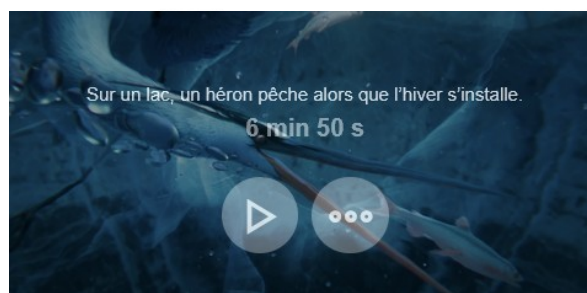 Sur un lac, un héron pêche alors que l’hiver s’installe.
6 min 50 s